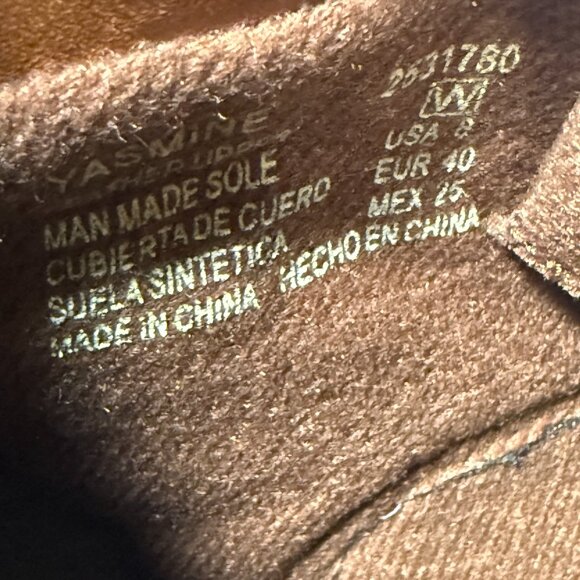 YASMINE
LEATHER UPPER
MAN MADE SOLE
CUBIERTA DE CUERO
SUELA SINTETICA
MADE IN CHINA HECHO EN CHINA
2531760
W
USA 8
EUR 40
MEX 25